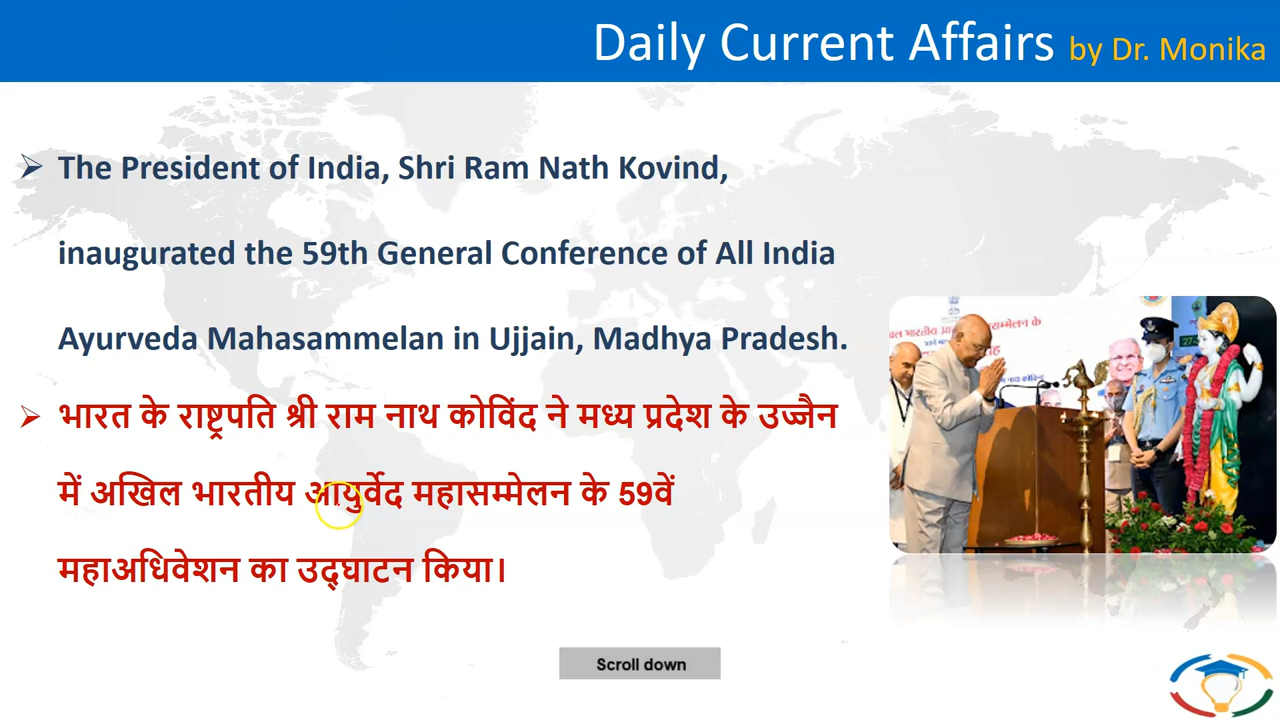 Daily Current Affairs by Dr. Monika
The President of India, Shri Ram Nath Kovind,
inaugurated the 59th General Conference of All India
Ayurveda Mahasammelan in Ujjain, Madhya Pradesh.
भारत के राष्ट्रपति श्री राम नाथ कोविंद ने मध्य प्रदेश के उज्जैन
में अखिल भारतीय आयुर्वेद महासम्मेलन के 59वें
महाअधिवेशन का उद्घाटन किया।
Scroll down